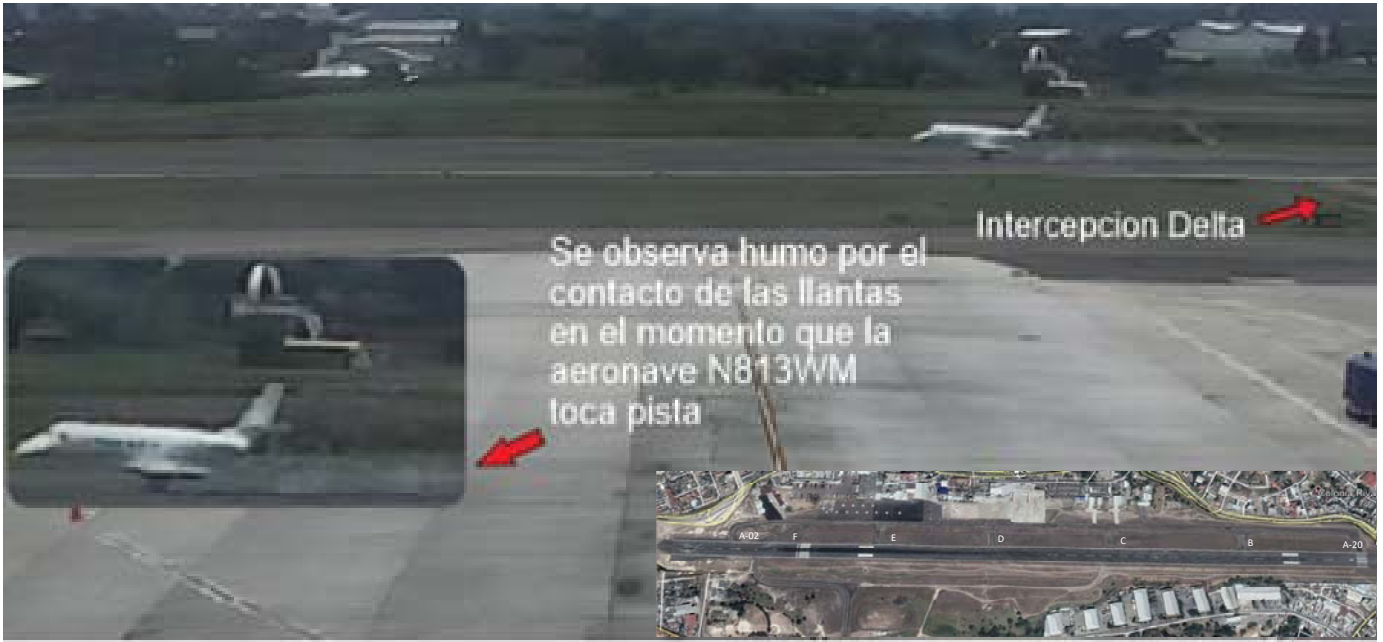 Intercepcion Delta
Se observa humo por el
contacto de las llantas
en el momento que la
aeronave N813WM
toca pista
A-02 F E D C B A-20